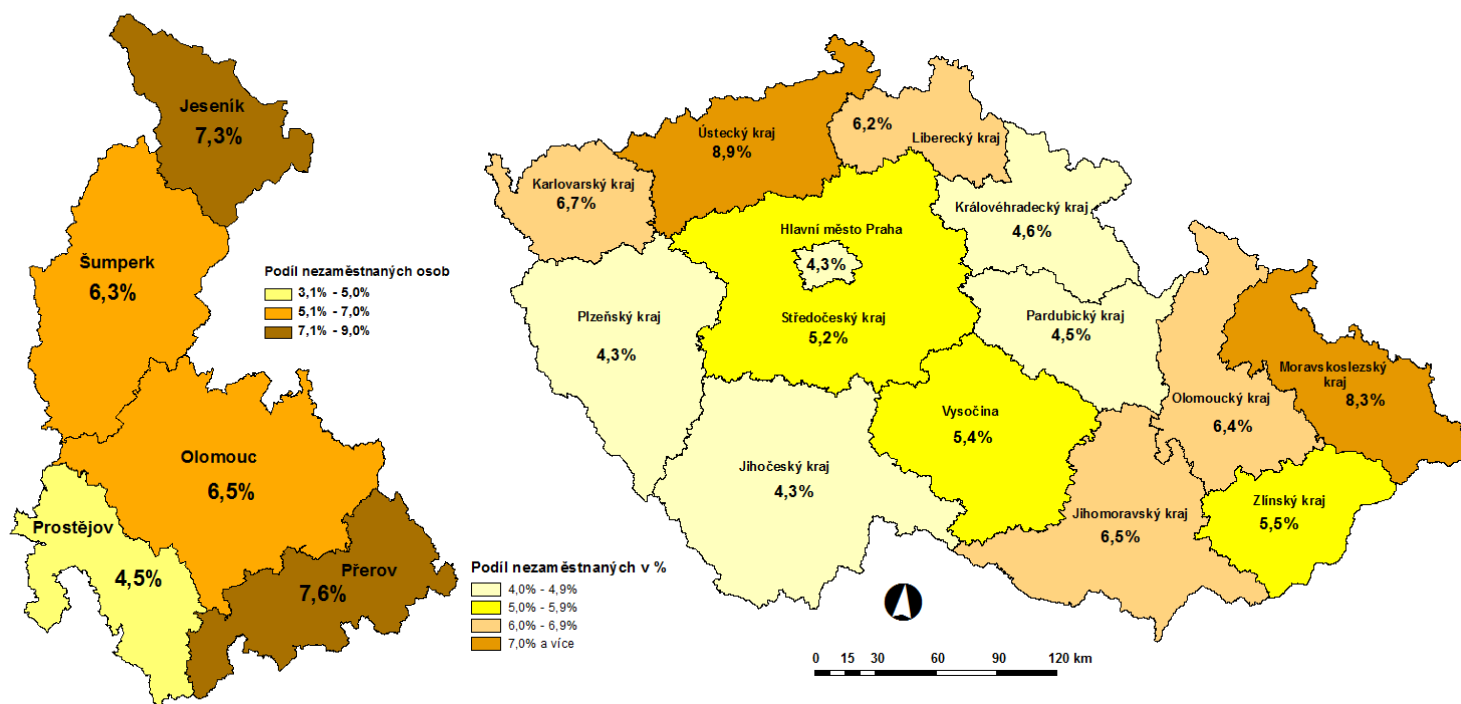 Jeseník
7,3%
Šumperk
6,3%
Podíl nezaměstnaných osob
3,1% - 5,0%
5,1% - 7,0%
7,1% - 9,0%
Olomouc
6,5%
Prostějov
4,5%
Přerov
7,6%
Ústecký kraj
8,9%
6,2%
Liberecký kraj
Karlovarský kraj
6,7%
Královéhradecký kraj
4,6%
Hlavní město Praha
4,3%
Plzeňský kraj
4,3%
Středočeský kraj
5,2%
Pardubický kraj
4,5%
Moravskoslezský
kraj
8,3%
Olomoucký kraj
6,4%
Vysočina
5,4%
Jihočeský kraj
4,3%
Jihomoravský kraj
6,5%
Zlínský kraj
5,5%
Podíl nezaměstnaných v %
4,0% - 4,9%
5,0% - 5,9%
6,0% - 6,9%
7,0% a více
0 15 30 60 90 120 km